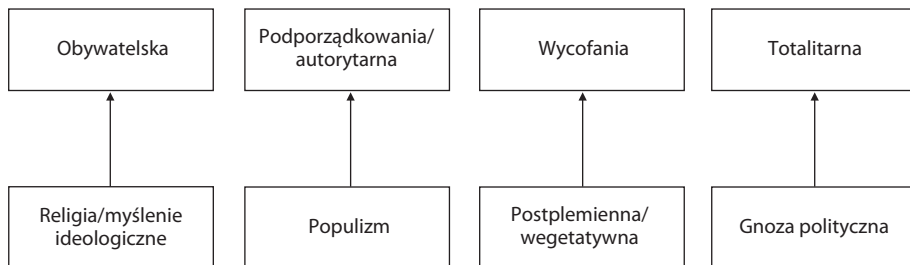 Obywatelska
Podporządkowania/
autorytarna
Wycofania
Totalitarna
Religia/myślenie
ideologiczne
Populizm
Postplemienna/
wegetatywna
Gnoza polityczna